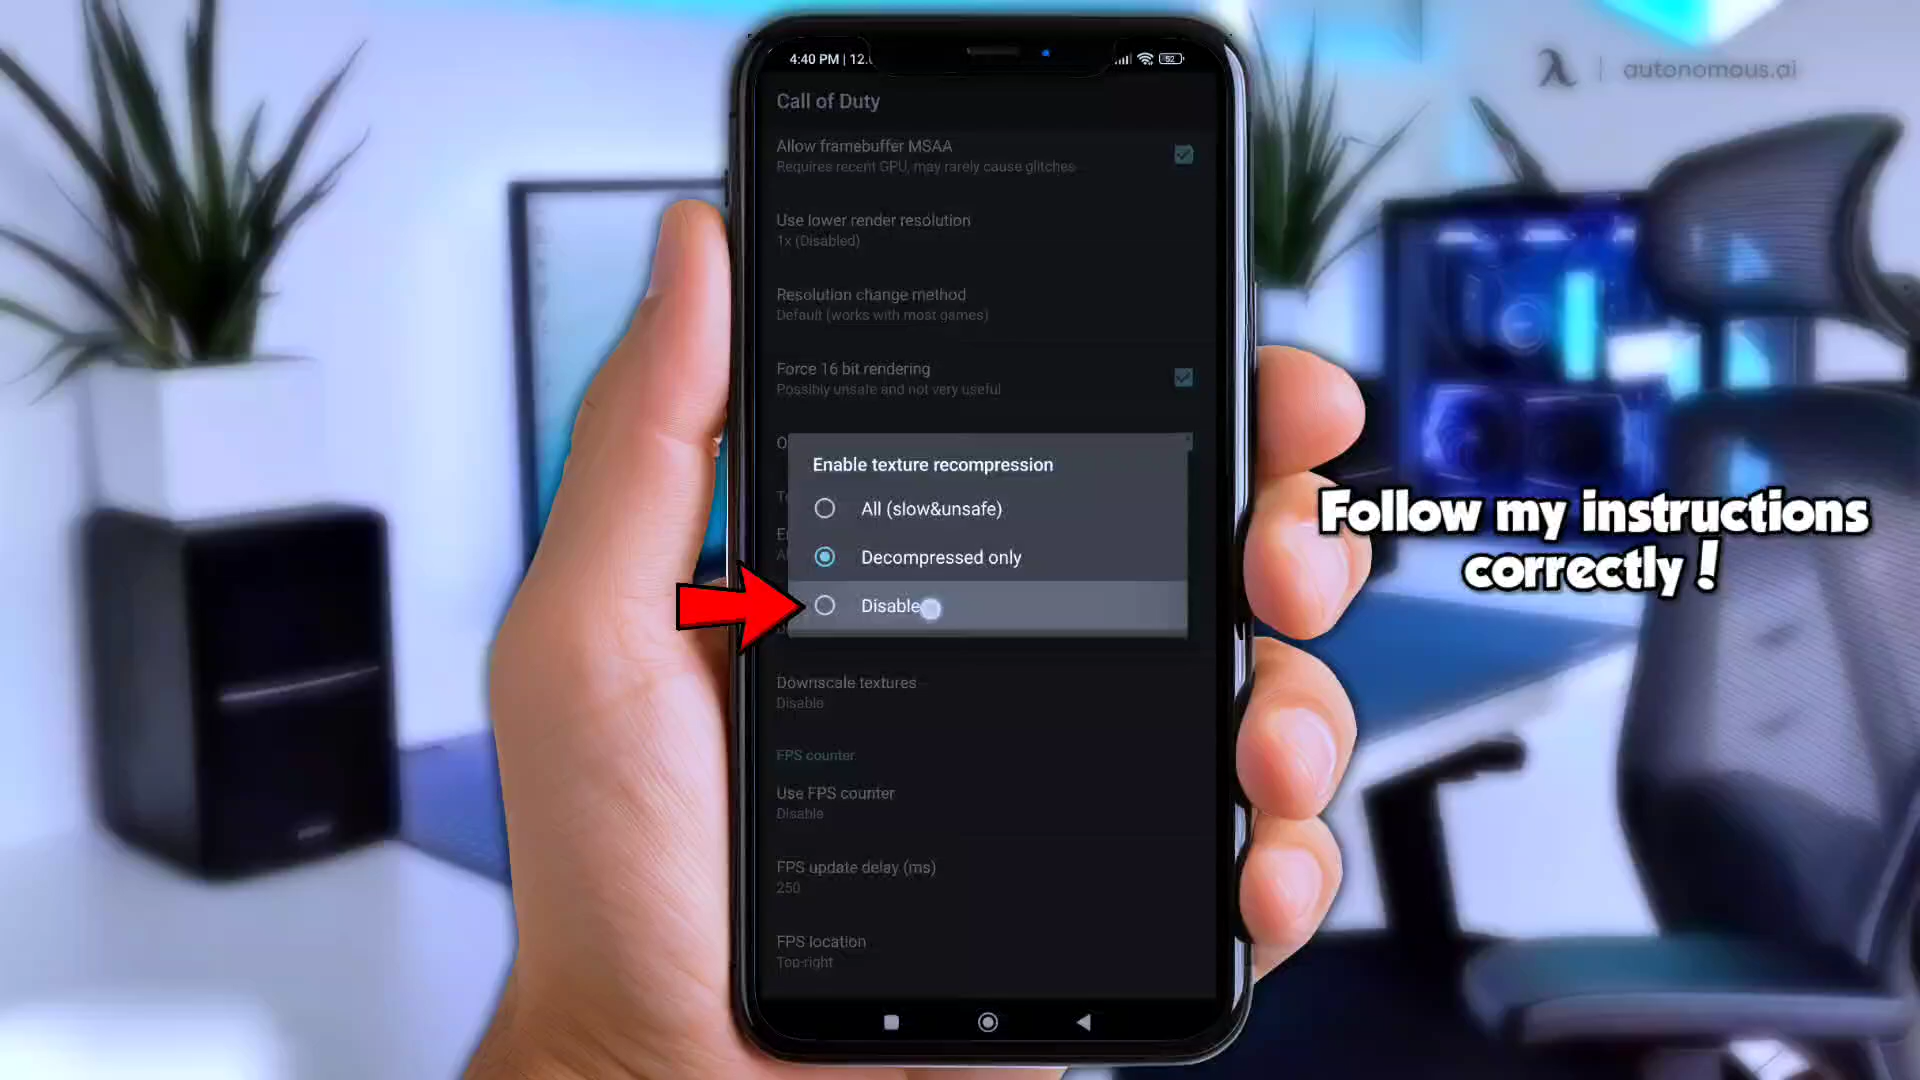 autonomous.ai
4:40 PM | 12.
52
Call of Duty
Allow framebuffer MSAA
Requires recent GPU, may rarely cause glitches
Use lower render resolution
1x (Disabled)
Resolution change method
Default (works with most games)
Force 16 bit rendering
Possibly unsafe and not very useful
Enable texture recompression
All (slow&unsafe)
Decompressed only
Disable
Follow my instructions
correctly!
Downscale textures
Disable
FPS counter
Use FPS counter
Disable
FPS update delay (ms)
250
FPS location
Top-right